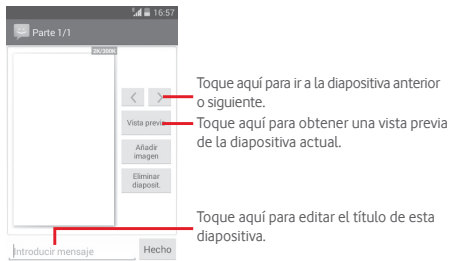 16:57
Parte 1/1
2K/300K
Toque aquí para ir a la diapositiva anterior
o siguiente.
Vista previa
Toque aquí para obtener una vista previa
de la diapositiva actual.
Añadir
imagen
Eliminar
diaposit.
Toque aquí para editar el título de esta
diapositiva.
Introducir mensaje
Hecho